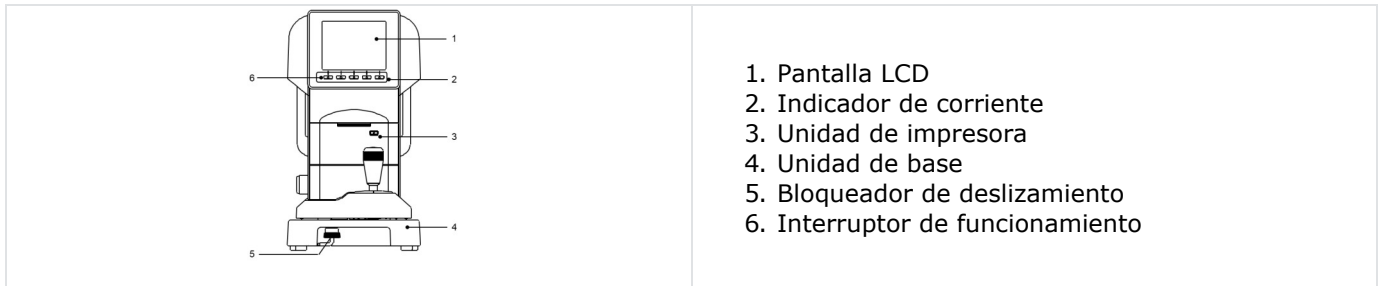 1
6
2
3
4
5
1. Pantalla LCD
2. Indicador de corriente
3. Unidad de impresora
4. Unidad de base
5. Bloqueador de deslizamiento
6. Interruptor de funcionamiento